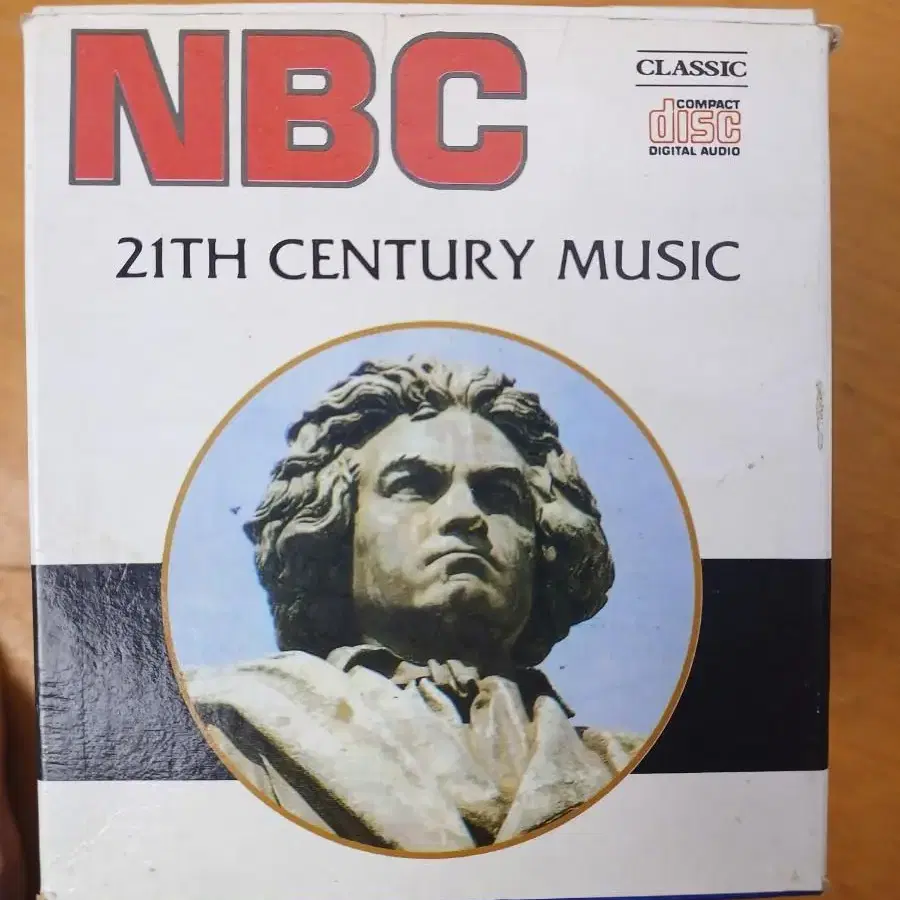 NBC
CLASSIC
COMPACT
disc
DIGITAL AUDIO
21TH CENTURY MUSIC